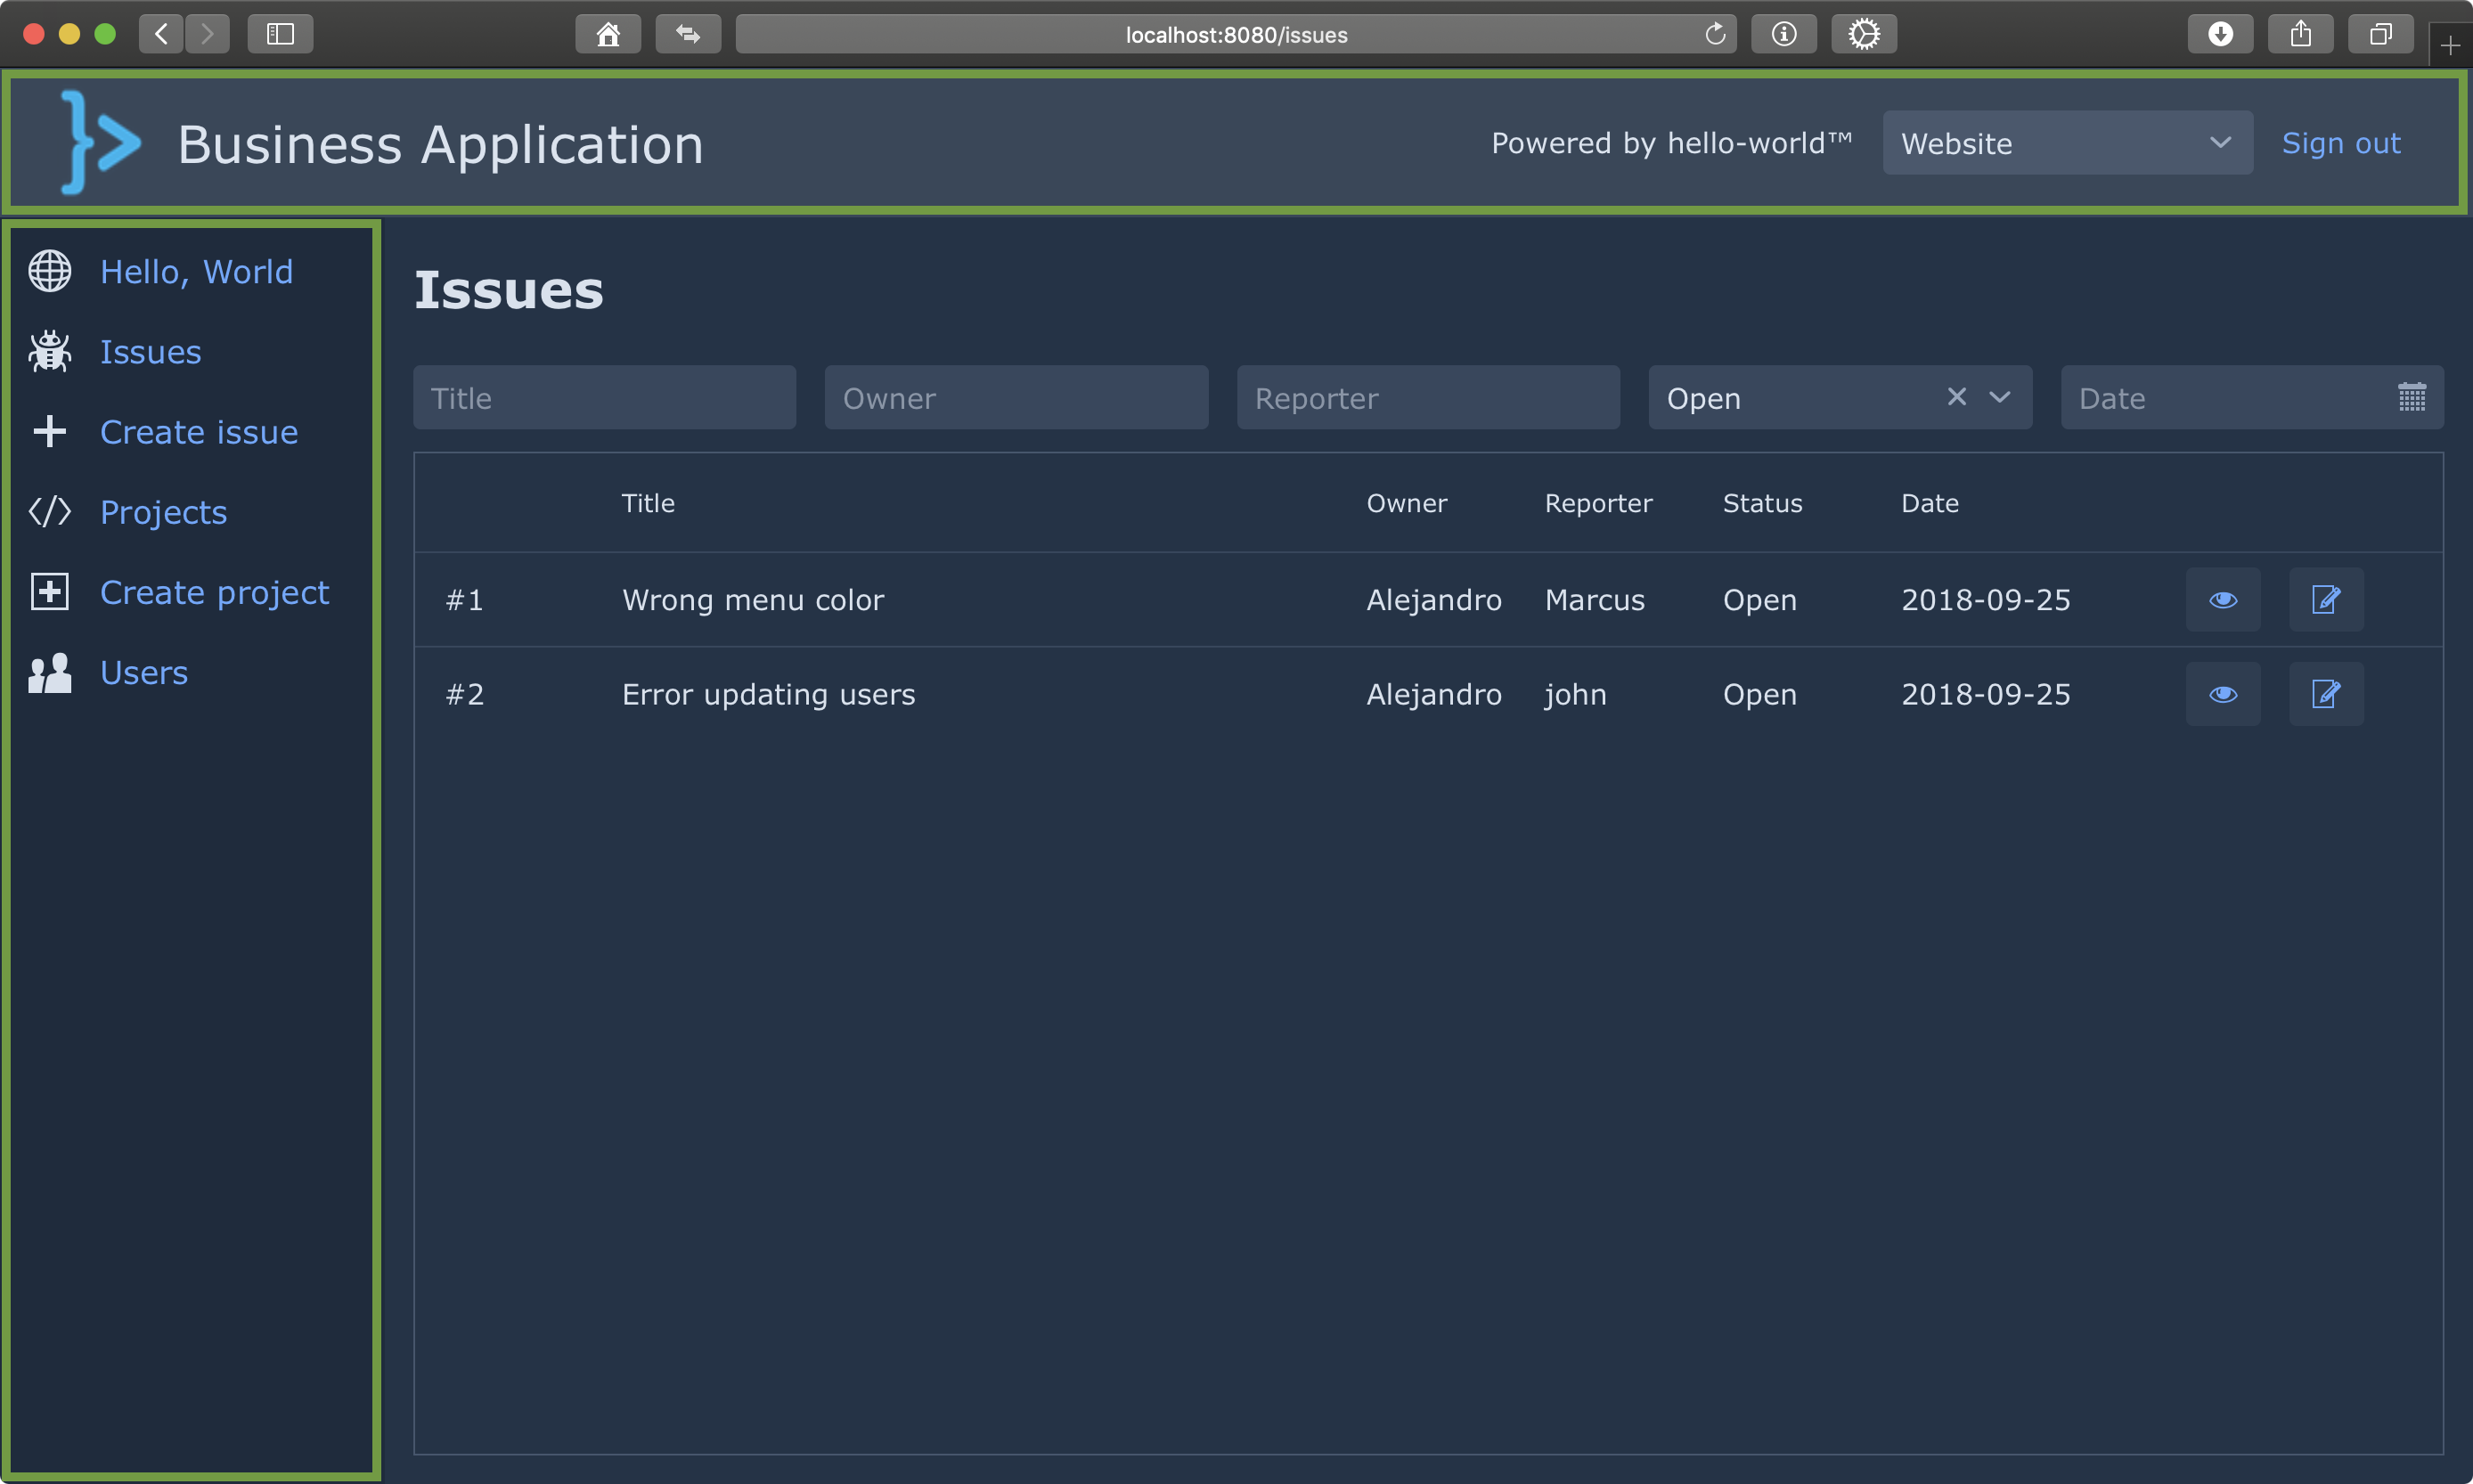 localhost:8080/issues
Business Application
Powered by hello-world™ Website Sign out
Hello, World
Issues
Create issue
Projects
Create project
Users
Issues
Title Owner Reporter Open Date
Title Owner Reporter Status Date
#1 Wrong menu color Alejandro Marcus Open 2018-09-25
#2 Error updating users Alejandro john Open 2018-09-25